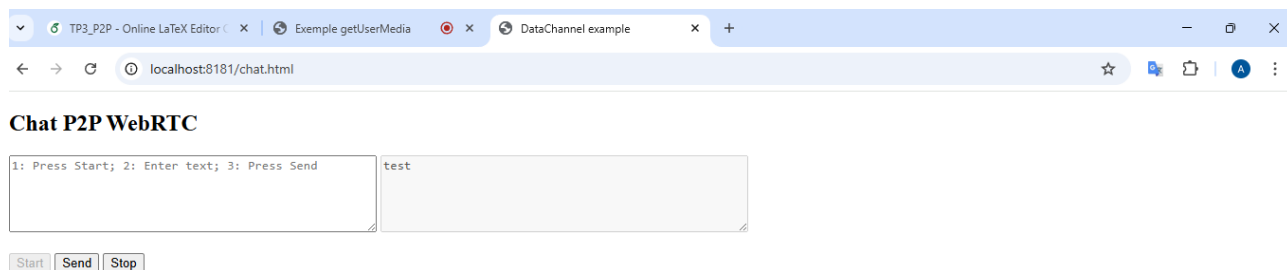 TP3_P2P - Online LaTeX Editor
Exemple getUserMedia
DataChannel example
localhost:8181/chat.html
A
Chat P2P WebRTC
1: Press Start; 2: Enter text; 3: Press Send
test
Start Send Stop